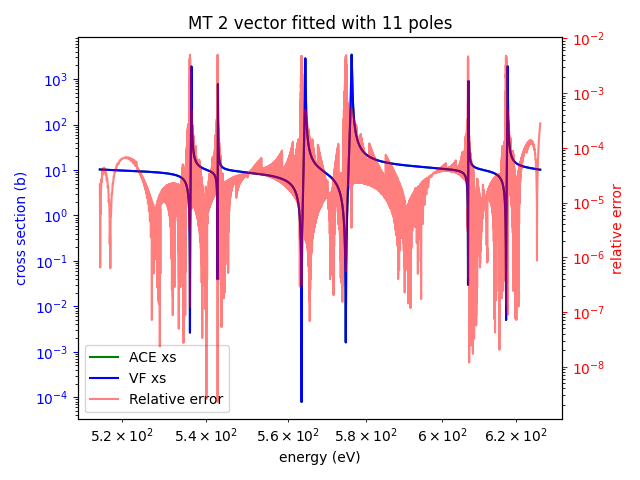 MT 2 vector fitted with 11 poles
cross section (b)
10³
10²
10¹
10⁰
10⁻¹
10⁻²
10⁻³
10⁻⁴
10⁻²
10⁻³
10⁻⁴
10⁻⁵
10⁻⁶
10⁻⁷
10⁻⁸
relative error
ACE xs
VF xs
Relative error
5.2 × 10² 5.4 × 10² 5.6 × 10² 5.8 × 10² 6 × 10² 6.2 × 10²
energy (eV)